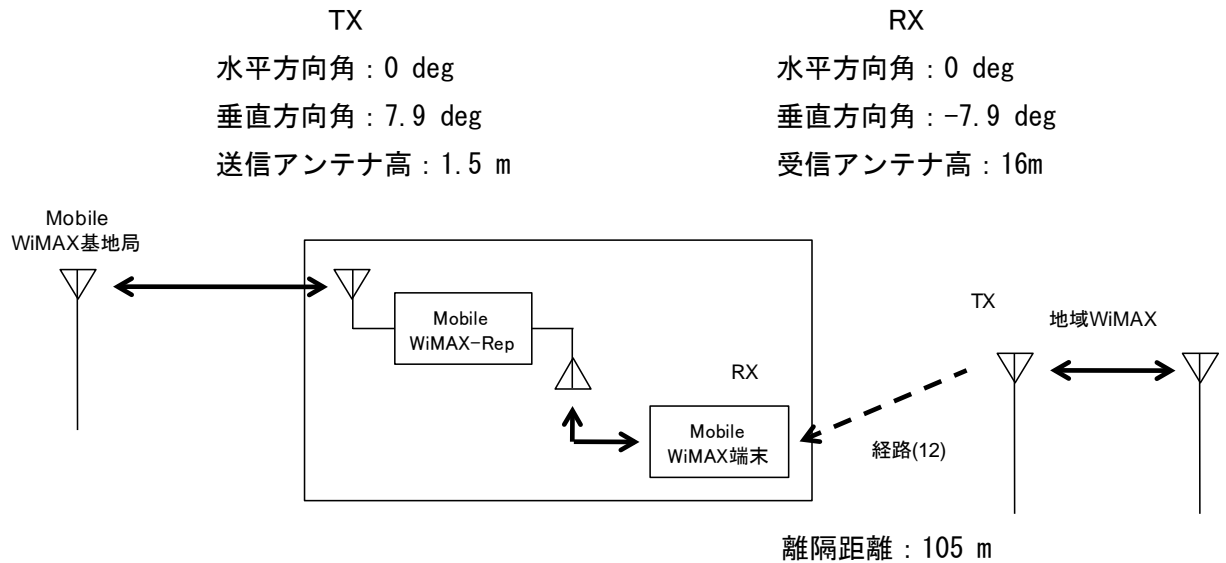 TX
水平方向角：0 deg
垂直方向角：7.9 deg
送信アンテナ高：1.5 m
RX
水平方向角：0 deg
垂直方向角：-7.9 deg
受信アンテナ高：16m
Mobile
WiMAX基地局
Mobile
WiMAX-Rep
RX
Mobile
WiMAX端末
TX
地域WiMAX
経路(12)
離隔距離：105 m